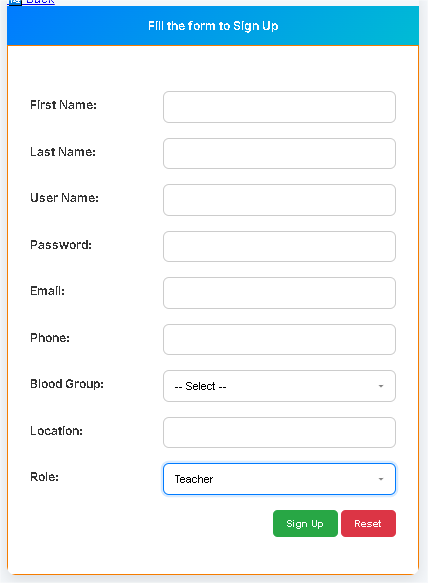 Back
Fill the form to Sign Up
First Name:
Last Name:
User Name:
Password:
Email:
Phone:
Blood Group: -- Select --
Location:
Role: Teacher
Sign Up Reset